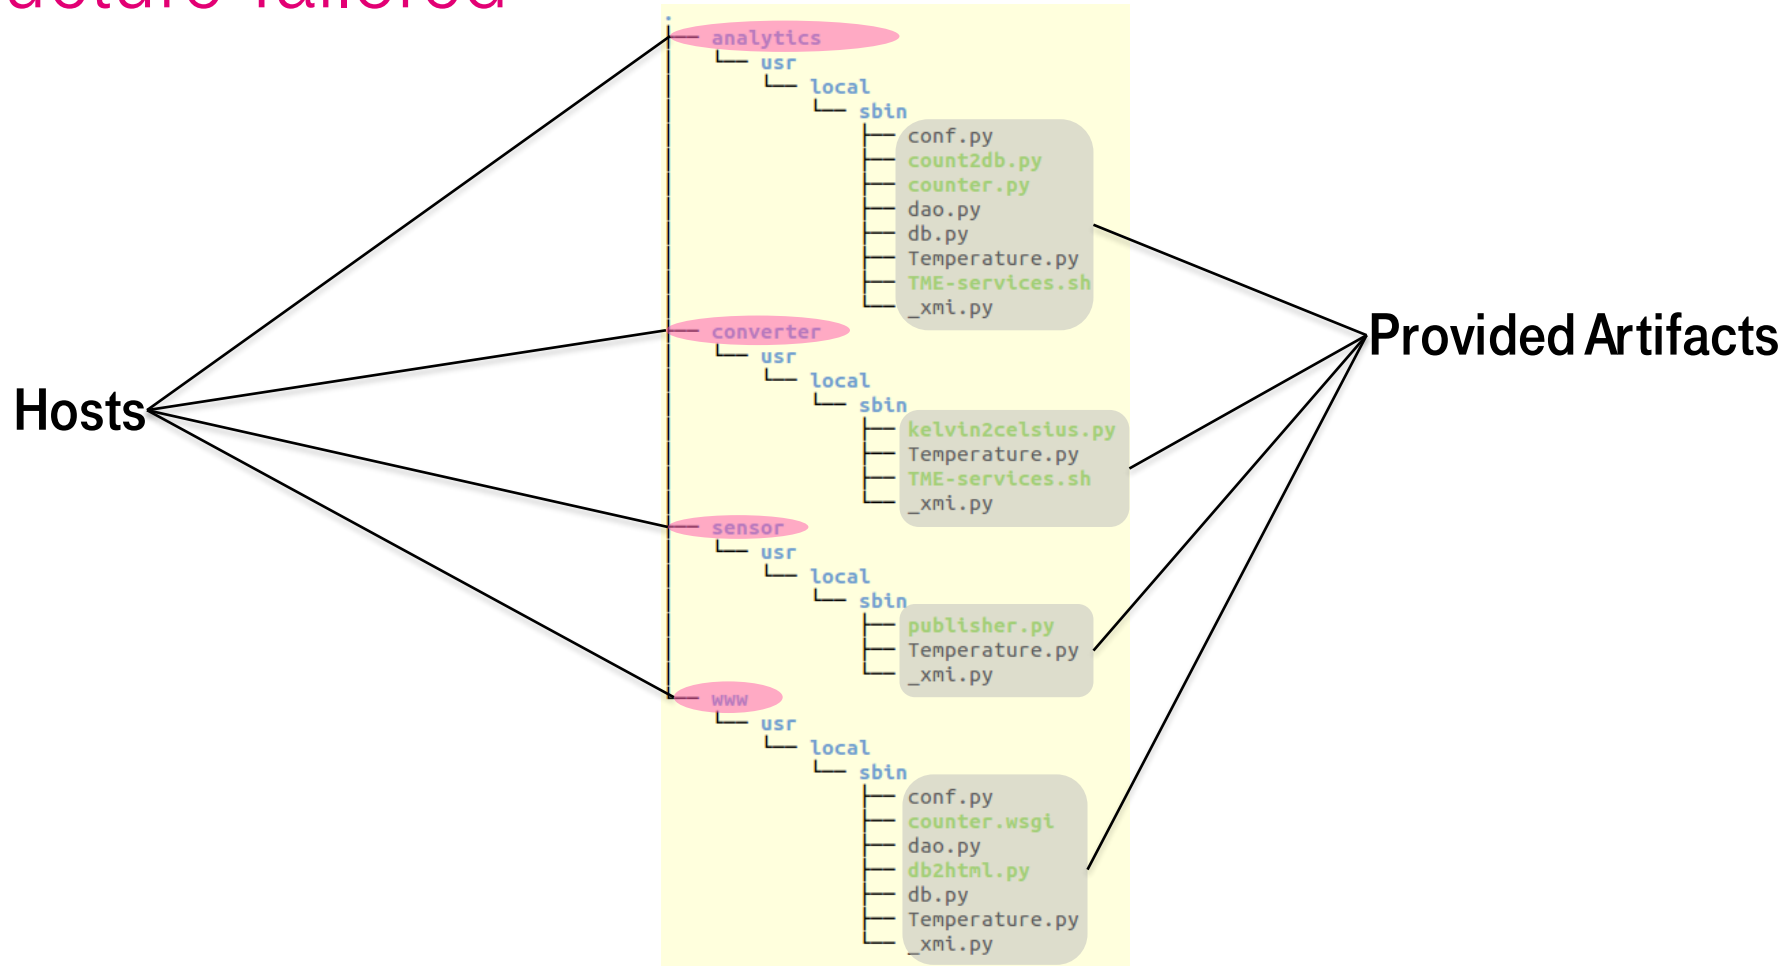 Tailored
.
├── analytics
│   └── usr
│       └── local
│           └── sbin
│               ├── conf.py
│               ├── count2db.py
│               ├── counter.py
│               ├── dao.py
│               ├── db.py
│               ├── Temperature.py
│               ├── TME-services.sh
│               └── _xmi.py
├── converter
│   └── usr
│       └── local
│           └── sbin
│               ├── kelvin2celsius.py
│               ├── Temperature.py
│               ├── TME-services.sh
│               └── _xmi.py
├── sensor
│   └── usr
│       └── local
│           └── sbin
│               ├── publisher.py
│               ├── Temperature.py
│               └── _xmi.py
└── www
    └── usr
        └── local
            └── sbin
                ├── conf.py
                ├── counter.wsgi
                ├── dao.py
                ├── db2html.py
                ├── db.py
                ├── Temperature.py
                └── _xmi.py
Hosts
Provided Artifacts